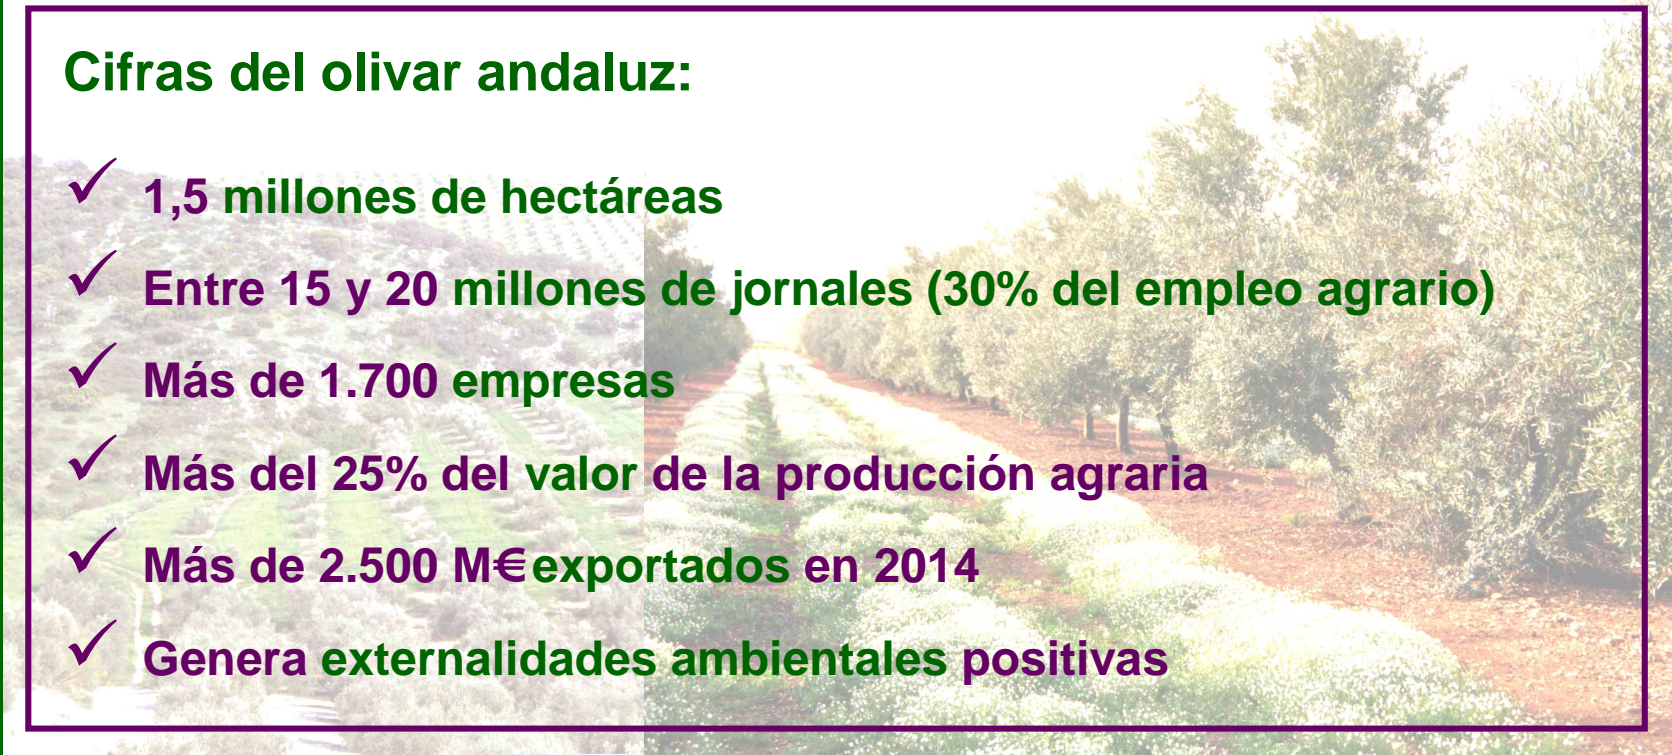 Cifras del olivar andaluz:
✓ 1,5 millones de hectáreas
✓ Entre 15 y 20 millones de jornales (30% del empleo agrario)
✓ Más de 1.700 empresas
✓ Más del 25% del valor de la producción agraria
✓ Más de 2.500 M€ exportados en 2014
✓ Genera externalidades ambientales positivas